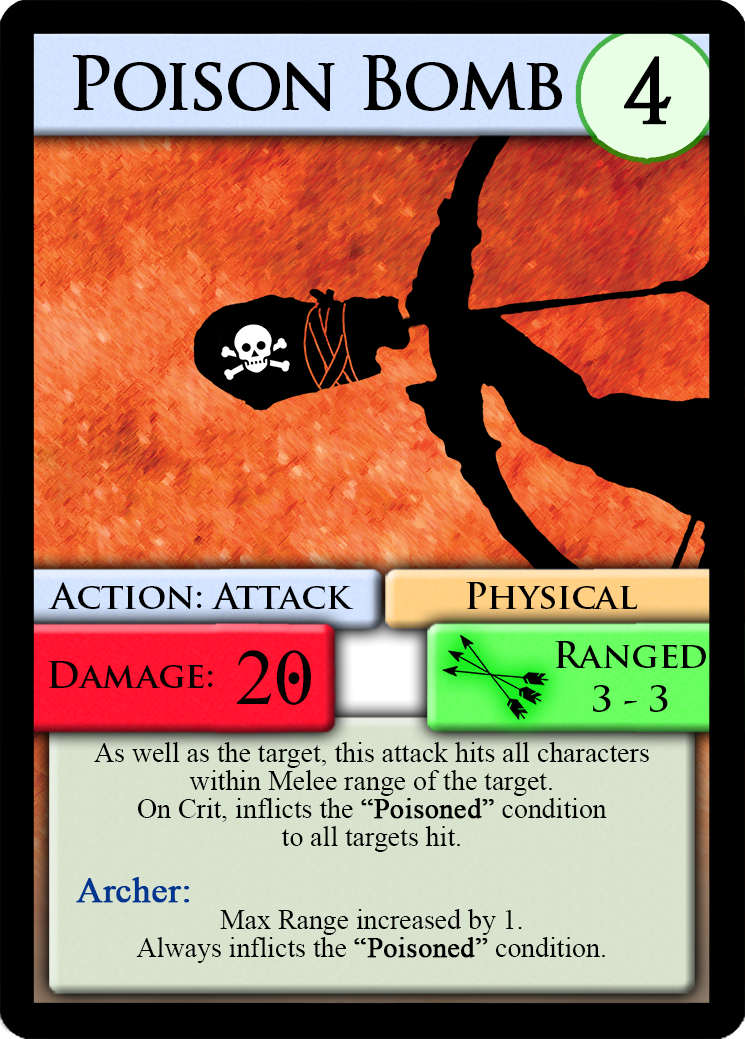 Poison Bomb 4
Action: Attack
Physical
Damage: 20
Ranged
3 - 3
As well as the target, this attack hits all characters
within Melee range of the target.
On Crit, inflicts the “Poisoned” condition
to all targets hit.
Archer:
Max Range increased by 1.
Always inflicts the “Poisoned” condition.